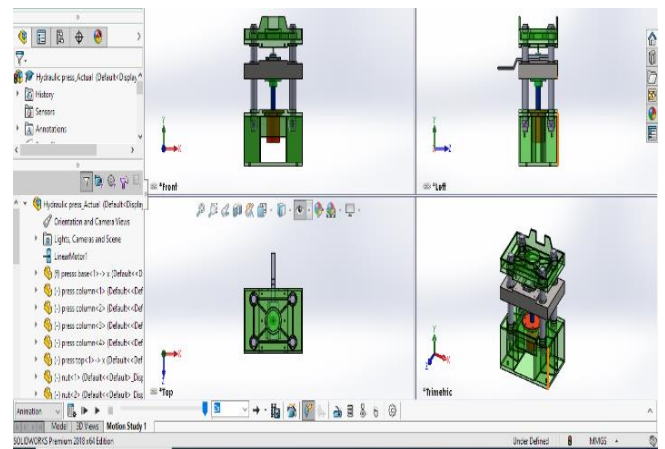 Hydraulic press_Actual (Default<Display
History
Sensors
Annotations
*Front
*Left
Hydraulic press_Actual (Default<Displa
Orientation and Camera Views
Lights, Cameras and Scene
LinearMotor1
(f) presss base<1>-> x (Default<<D
(-) press column<1> (Default<<Def
(-) press column<2> (Default<<Def
(-) press column<3> (Default<<Def
(-) press column<4> (Default<<Def
(-) press top<1>-> x (Default<<Def
(-) nut<1> (Default<<Default>_Disp
(-) nut<2> (Default<<Default> Disp
*Top
*Trimetric
Animation
Model
3D Views
Motion Study 1
SOLIDWORKS Premium 2018 x64 Edition
Under Defined
MMGS